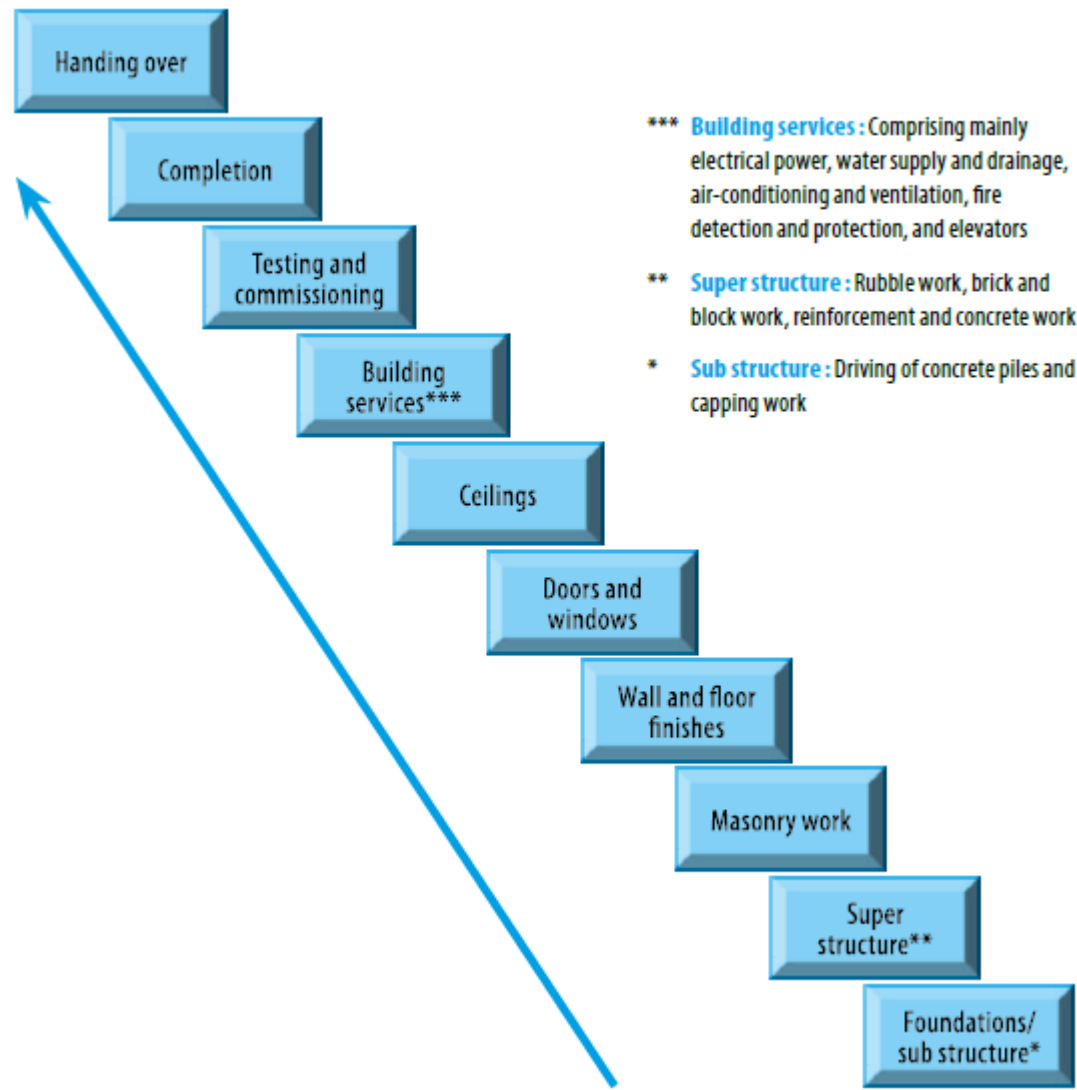 Handing over
Completion
Testing and
commissioning
Building
services***
Ceilings
Doors and
windows
Wall and floor
finishes
Masonry work
Super
structure**
Foundations/
sub structure*
*** Building services : Comprising mainly
electrical power, water supply and drainage,
air-conditioning and ventilation, fire
detection and protection, and elevators
** Super structure : Rubble work, brick and
block work, reinforcement and concrete work
* Sub structure : Driving of concrete piles and
capping work